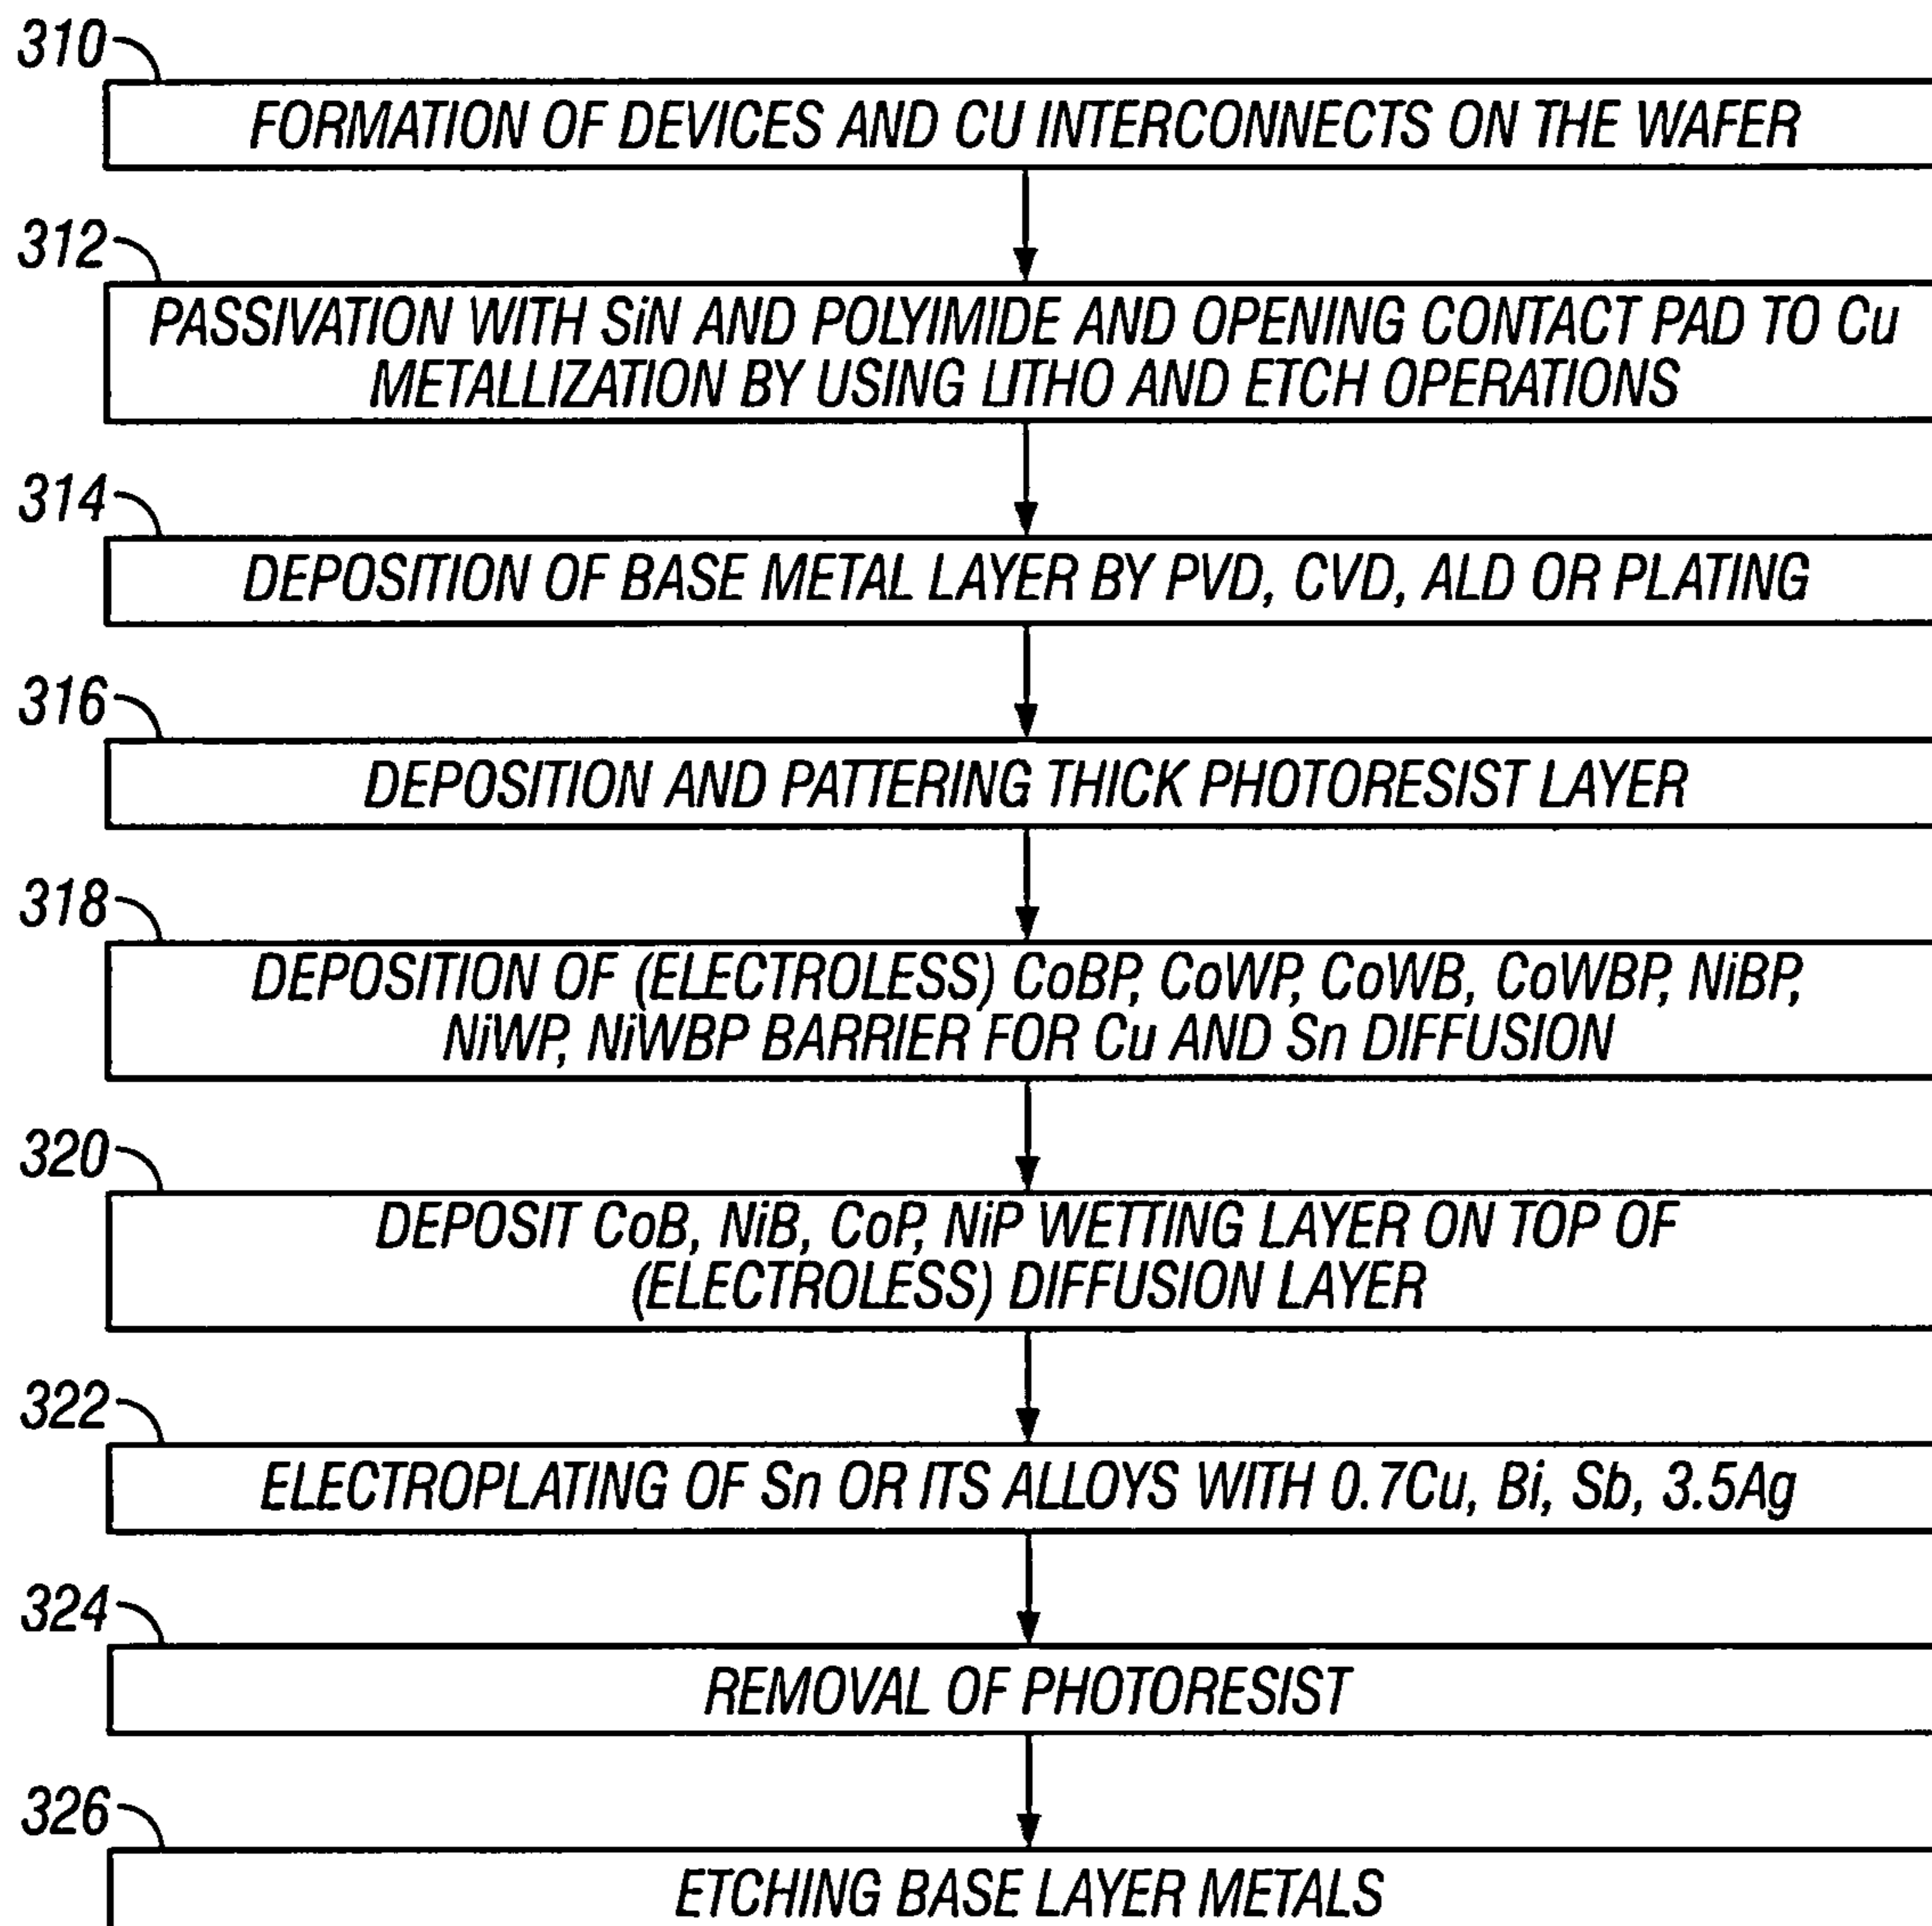 310
FORMATION OF DEVICES AND CU INTERCONNECTS ON THE WAFER
312
PASSIVATION WITH SiN AND POLYIMIDE AND OPENING CONTACT PAD TO Cu
METALLIZATION BY USING LITHO AND ETCH OPERATIONS
314
DEPOSITION OF BASE METAL LAYER BY PVD, CVD, ALD OR PLATING
316
DEPOSITION AND PATTERING THICK PHOTORESIST LAYER
318
DEPOSITION OF (ELECTROLESS) CoBP, CoWP, CoWB, CoWBP, NiBP,
NiWP, NiWBP BARRIER FOR Cu AND Sn DIFFUSION
320
DEPOSIT CoB, NiB, CoP, NiP WETTING LAYER ON TOP OF
(ELECTROLESS) DIFFUSION LAYER
322
ELECTROPLATING OF Sn OR ITS ALLOYS WITH 0.7Cu, Bi, Sb, 3.5Ag
324
REMOVAL OF PHOTORESIST
326
ETCHING BASE LAYER METALS